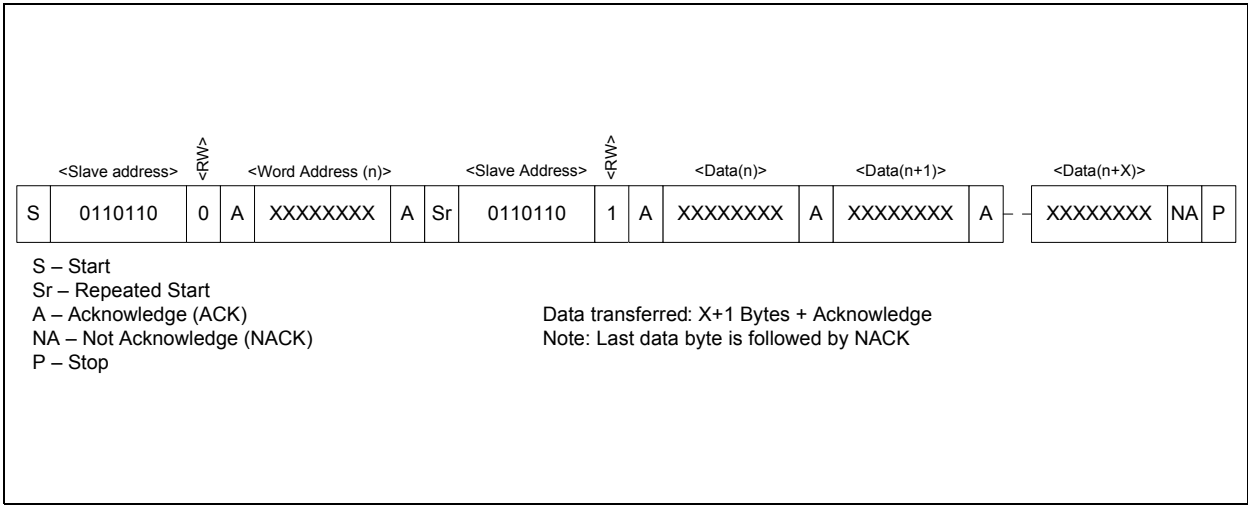 <Slave address> <RW> <Word Address (n)> <Slave Address> <RW> <Data(n)> <Data(n+1)> <Data(n+X)>
S 0110110 0 A XXXXXXXX A Sr 0110110 1 A XXXXXXXX A XXXXXXXX A XXXXXXXX NA P
S – Start
Sr – Repeated Start
A – Acknowledge (ACK)
NA – Not Acknowledge (NACK)
P – Stop
Data transferred: X+1 Bytes + Acknowledge
Note: Last data byte is followed by NACK